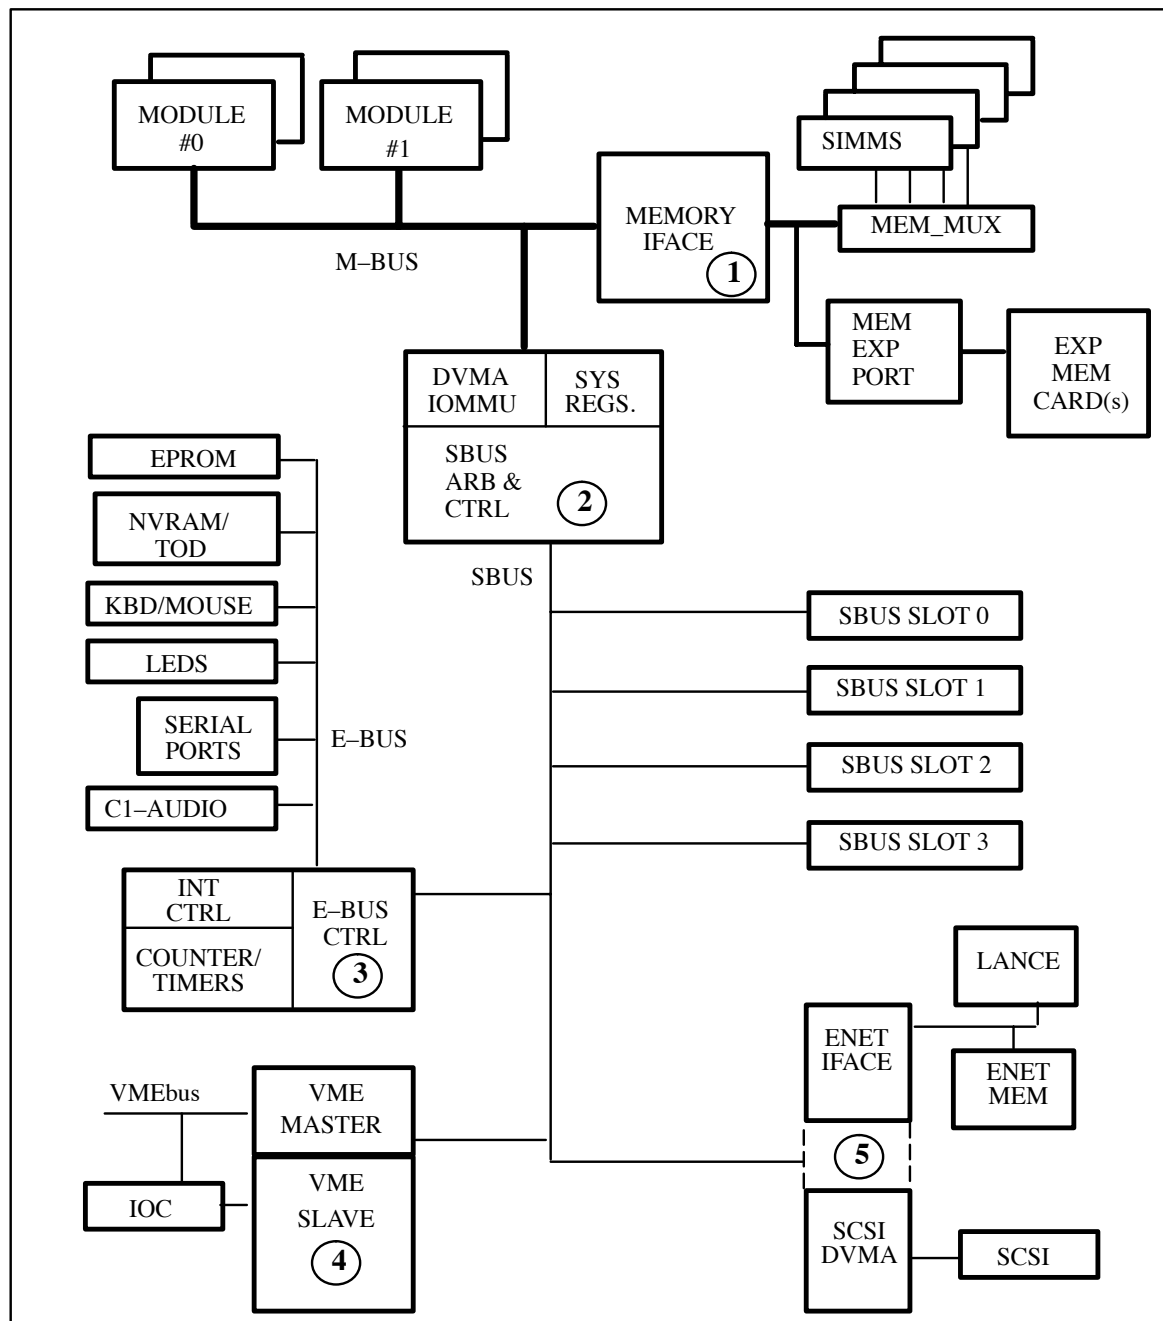 MODULE
#0
MODULE
#1
SIMMS
MEM_MUX
MEMORY
IFACE
1
M–BUS
MEM
EXP
PORT
EXP
MEM
CARD(s)
DVMA
IOMMU
SYS
REGS.
SBUS
ARB &
CTRL
2
SBUS
EPROM
NVRAM/
TOD
KBD/MOUSE
LEDS
SERIAL
PORTS
C1–AUDIO
E–BUS
SBUS SLOT 0
SBUS SLOT 1
SBUS SLOT 2
SBUS SLOT 3
INT
CTRL
COUNTER/
TIMERS
E–BUS
CTRL
3
LANCE
ENET
IFACE
ENET
MEM
5
SCSI
DVMA
SCSI
VMEbus
VME
MASTER
IOC
VME
SLAVE
4